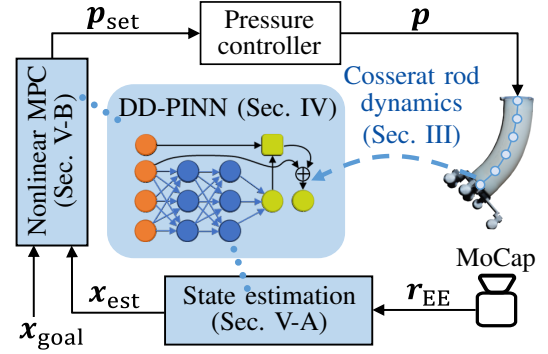 p_set
Pressure
controller
p
Nonlinear MPC
(Sec. V-B)
DD-PINN (Sec. IV)
Cosserat rod
dynamics
(Sec. III)
MoCap
x_goal
x_est
State estimation
(Sec. V-A)
r_EE